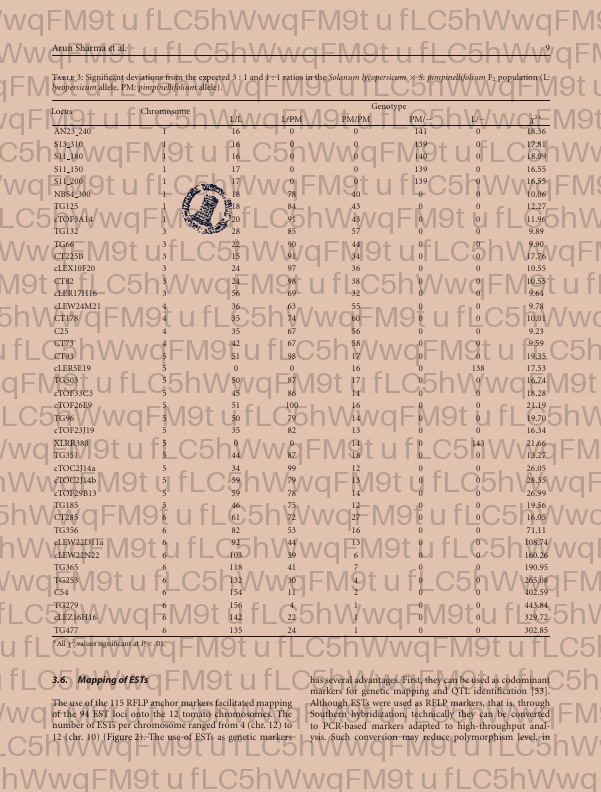 Arun Sharma et al. 9
TABLE 3: Significant deviations from the expected 3 : 1 and 1 : 1 ratios in the Solanum lycopersicum × S. pimpinellifolium F2 population (L:
lycopersicum allele, PM: pimpinellifolium allele).
Locus Chromosome Genotype
L/L L/PM PM/PM PM/− L/− χ2*
AN23_240 1 16 0 0 141 0 18.36
S13_310 1 16 0 0 139 0 17.81
S11_180 1 16 0 0 140 0 18.09
S11_150 1 17 0 0 139 0 16.55
S11_200 1 17 0 0 139 0 16.55
NBS4_300 1 18 78 40 0 0 10.06
TG125 1 18 84 43 0 0 12.27
cTOF3A14 1 20 91 43 0 0 11.96
TG132 3 28 85 57 0 0 9.89
TG66 3 22 90 44 0 0 9.90
CT225B 3 15 91 34 0 0 17.76
cLEX10F20 3 24 97 36 0 0 10.55
CT82 3 24 98 38 0 0 10.55
cLER17H16 3 56 69 32 0 0 9.64
cLEW24M21 4 36 63 55 0 0 9.78
CT178 4 35 74 60 0 0 10.01
C25 4 35 67 56 0 0 9.23
CT73 4 42 67 58 0 0 9.59
CT93 5 51 98 17 0 0 19.35
cLER5E19 5 0 0 16 0 138 17.53
TG503 5 50 87 17 0 0 16.74
cTOF33C3 5 45 86 14 0 0 18.28
cTOF26E9 5 51 100 16 0 0 21.19
TG96 5 50 79 14 0 0 19.70
cTOF23J19 5 35 82 13 0 0 16.34
XLRR380 5 0 0 14 0 143 21.66
TG351 5 44 87 18 0 0 13.27
cTOC2J14a 5 34 99 12 0 0 26.05
cTOC2J14b 5 59 79 13 0 0 28.35
cTOF29B13 5 59 78 14 0 0 26.99
TG185 5 46 75 12 0 0 19.56
CT285 6 61 72 27 0 0 16.05
TG356 6 82 53 16 0 0 71.11
cLEW22D11a 6 92 44 13 0 0 108.74
cLEW22N22 6 103 39 6 0 0 160.26
TG365 6 118 41 7 0 0 190.95
TG253 6 132 30 4 0 0 265.08
C54 6 154 11 2 0 0 402.59
TG279 6 156 4 1 0 0 443.84
cLEZ16H16 6 142 22 1 0 0 329.72
TG477 6 135 24 1 0 0 302.85
*All χ2 values significant at P < .01.
3.6. Mapping of ESTs
The use of the 115 RFLP anchor markers facilitated mapping
of the 94 EST loci onto the 12 tomato chromosomes. The
number of ESTs per chromosome ranged from 4 (chr. 12) to
12 (chr. 10) (Figure 2). The use of ESTs as genetic markers
has several advantages. First, they can be used as codominant
markers for genetic mapping and QTL identification [53].
Although ESTs were used as RFLP markers, that is, through
Southern hybridization, technically they can be converted
to PCR-based markers adapted to high-throughput anal-
ysis. Such conversion may reduce polymorphism level, in